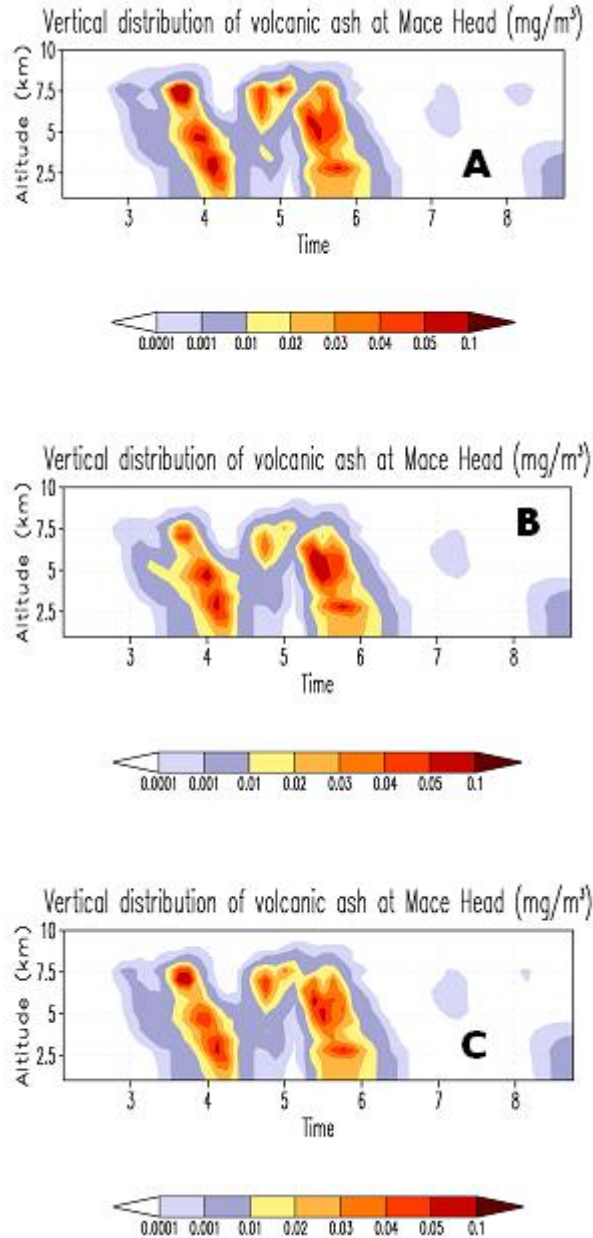 Vertical distribution of volcanic ash at Mace Head (mg/m³)
10
7.5
5
2.5
Altitude (km)
A
3 4 5 6 7 8
Time
0.0001 0.001 0.01 0.02 0.03 0.04 0.05 0.1
Vertical distribution of volcanic ash at Mace Head (mg/m³)
10
7.5
5
2.5
Altitude (km)
B
3 4 5 6 7 8
Time
0.0001 0.001 0.01 0.02 0.03 0.04 0.05 0.1
Vertical distribution of volcanic ash at Mace Head (mg/m³)
10
7.5
5
2.5
Altitude (km)
C
3 4 5 6 7 8
Time
0.0001 0.001 0.01 0.02 0.03 0.04 0.05 0.1